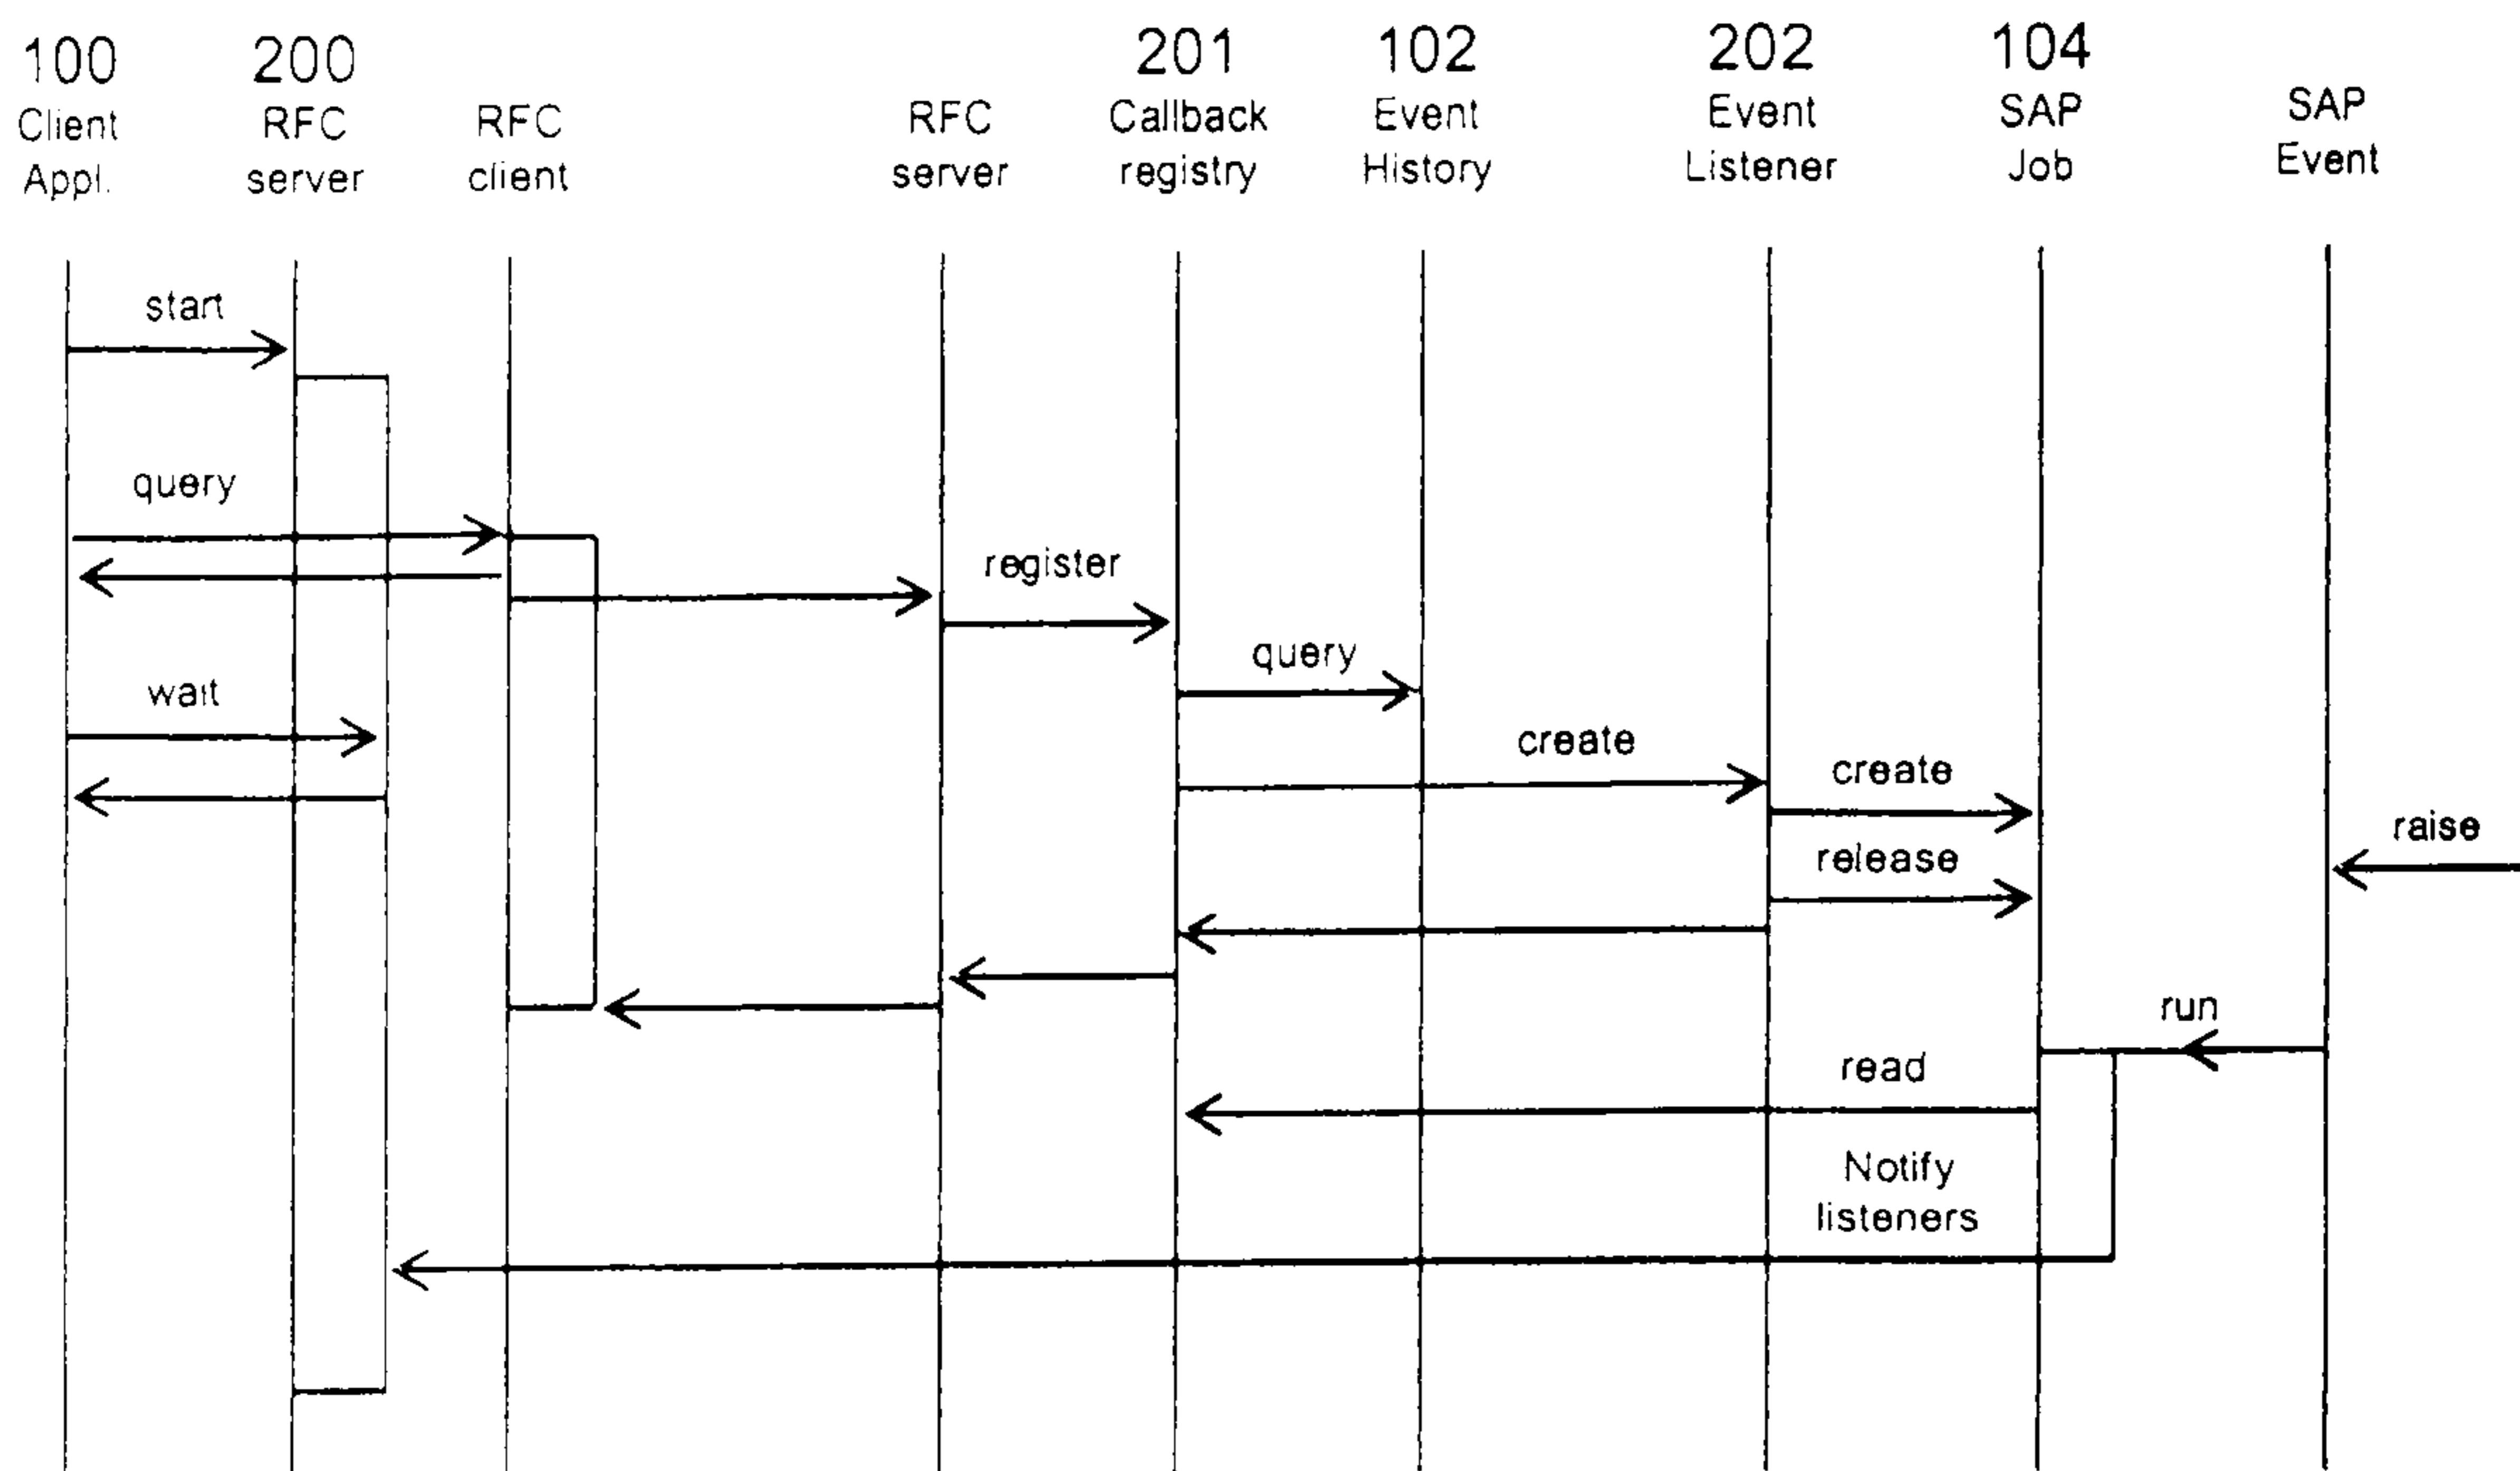 100
Client
Appl.
200
RFC
server
RFC
client
RFC
server
201
Callback
registry
102
Event
History
202
Event
Listener
104
SAP
Job
SAP
Event
start
query
register
query
wait
create
create
raise
release
run
read
Notify
listeners